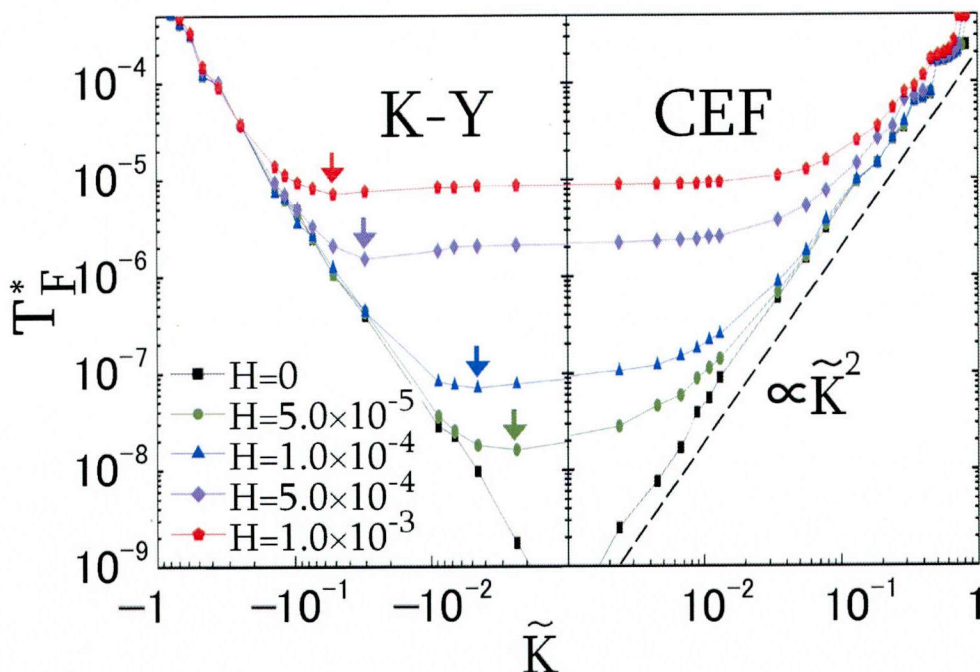 10⁻⁴
10⁻⁵
10⁻⁶
10⁻⁷
10⁻⁸
10⁻⁹
T*_F
K-Y
CEF
H=0
H=5.0×10⁻⁵
H=1.0×10⁻⁴
H=5.0×10⁻⁴
H=1.0×10⁻³
∝K̃²
−1
−10⁻¹
−10⁻²
10⁻²
10⁻¹
1
K̃